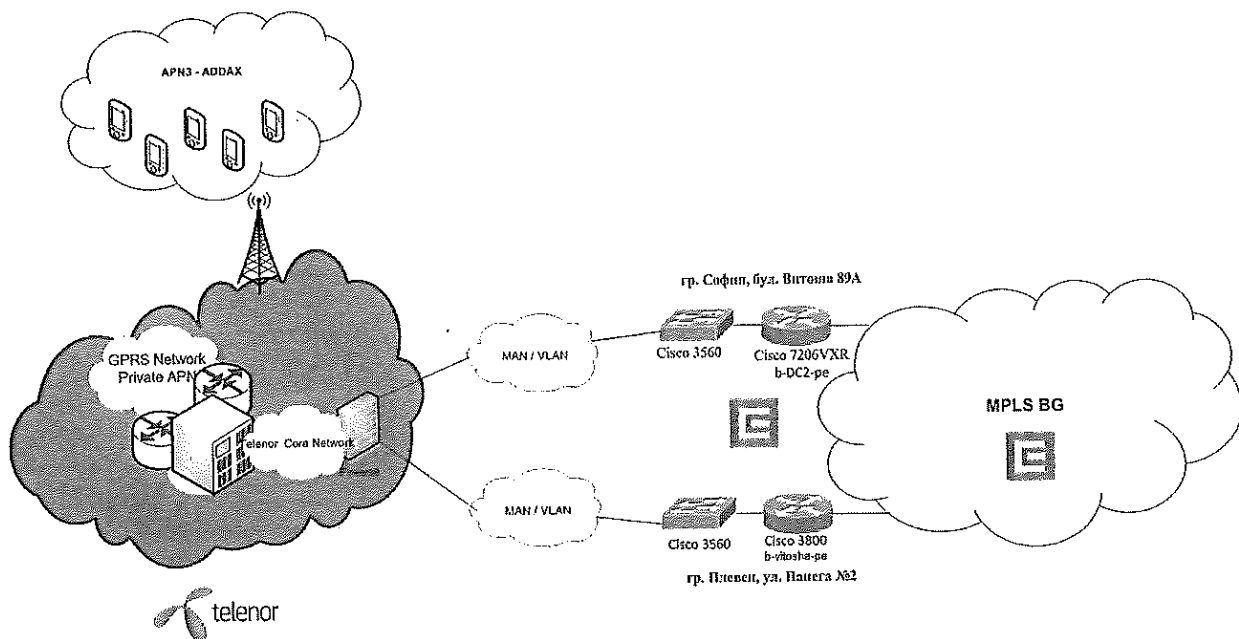 APN3 - ADDAX
GPRS Network
Private APN
Telenor Core Network
MAN / VLAN
гр. София, бул. Витоша 89А
Cisco 3560
Cisco 7206VXR
b-DC2-pe
MPLS BG
MAN / VLAN
Cisco 3560
Cisco 3800
b-vitosha-pe
гр. Плевен, ул. Панега №2
telenor